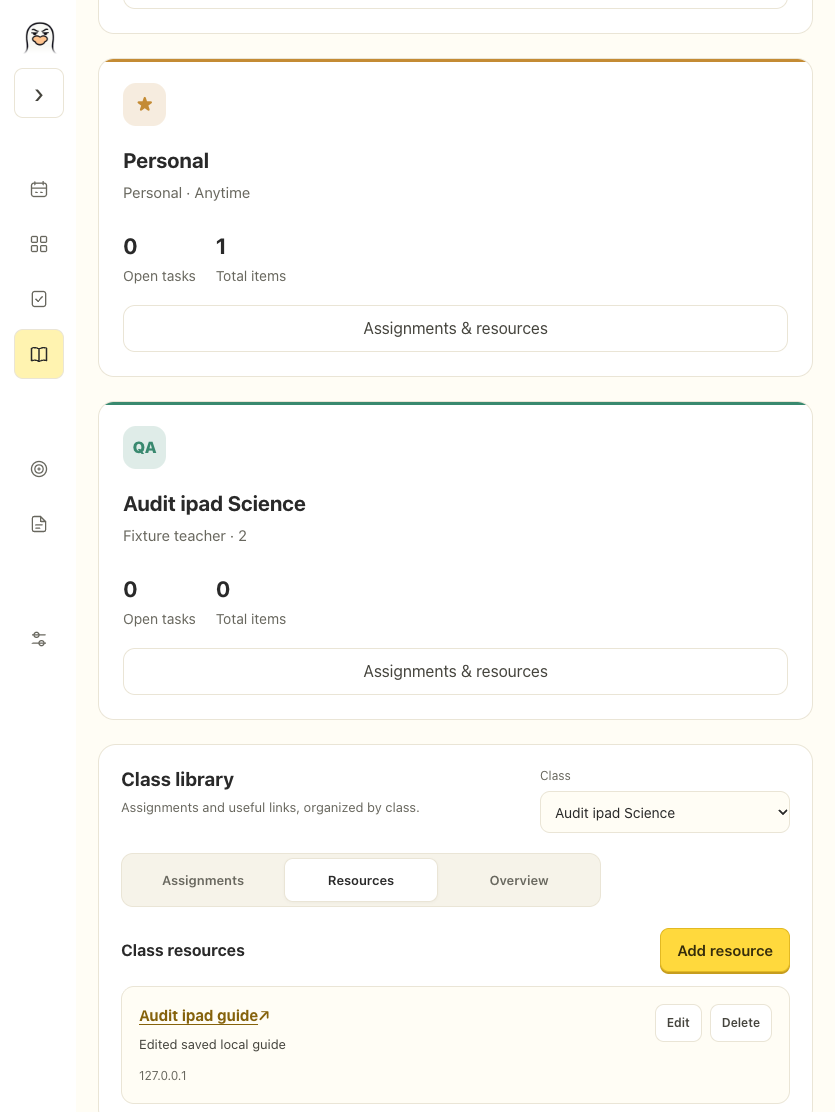 Personal
Personal · Anytime
0 1
Open tasks Total items
Assignments & resources
QA
Audit ipad Science
Fixture teacher · 2
0 0
Open tasks Total items
Assignments & resources
Class library
Assignments and useful links, organized by class.
Class
Audit ipad Science
Assignments Resources Overview
Class resources
Add resource
Audit ipad guide↗
Edit Delete
Edited saved local guide
127.0.0.1